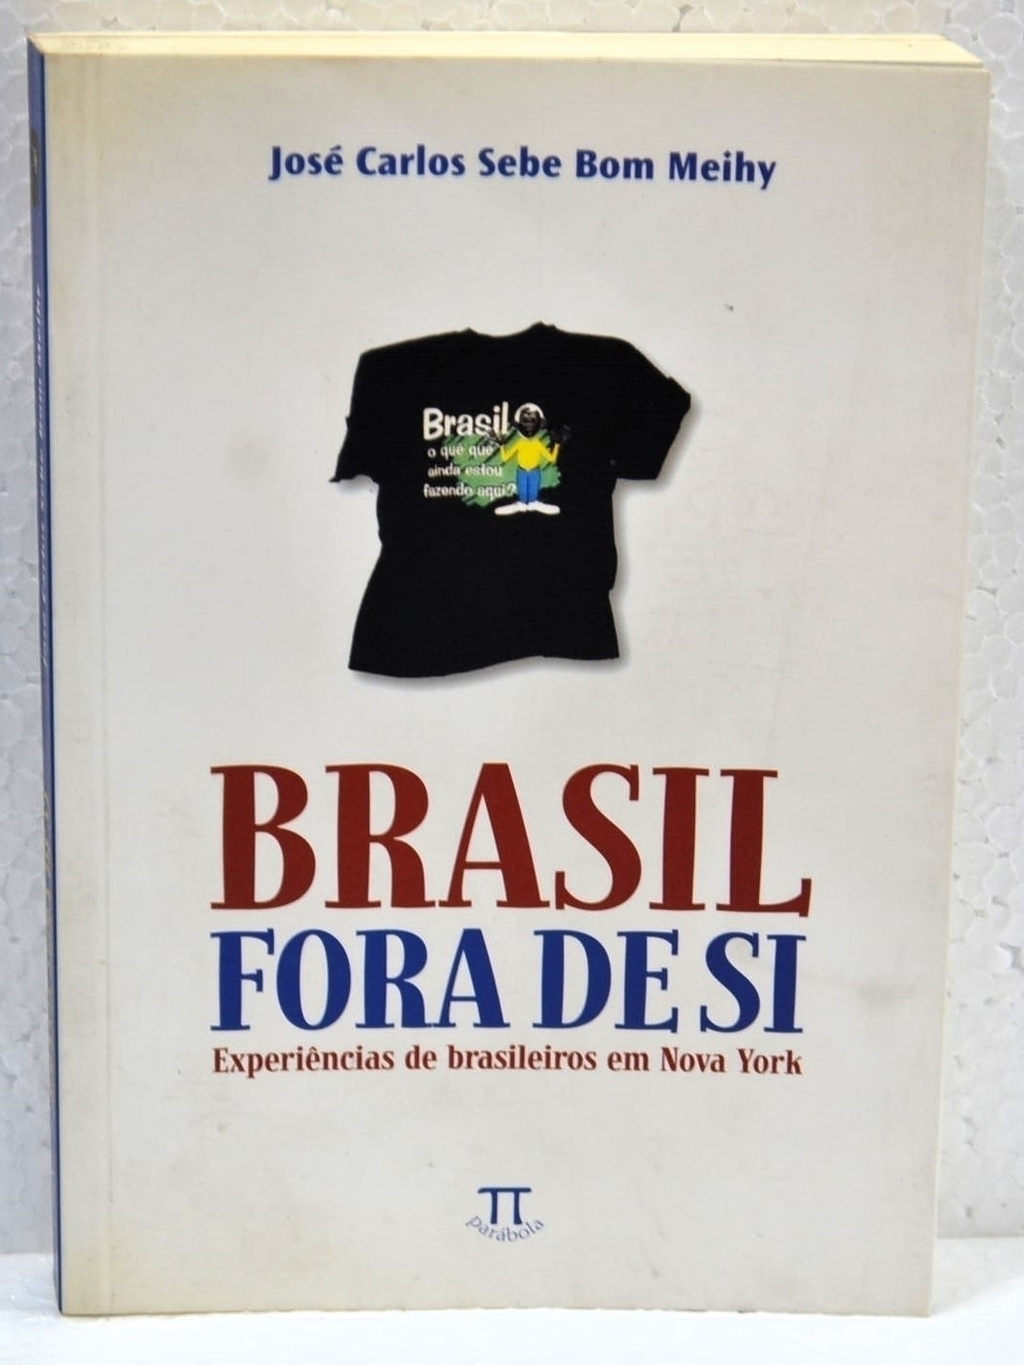 José Carlos Sebe Bom Meihy
Brasil
o que que
ainda estou
fazendo aqui?
BRASIL
FORA DE SI
Experiências de brasileiros em Nova York
parábola